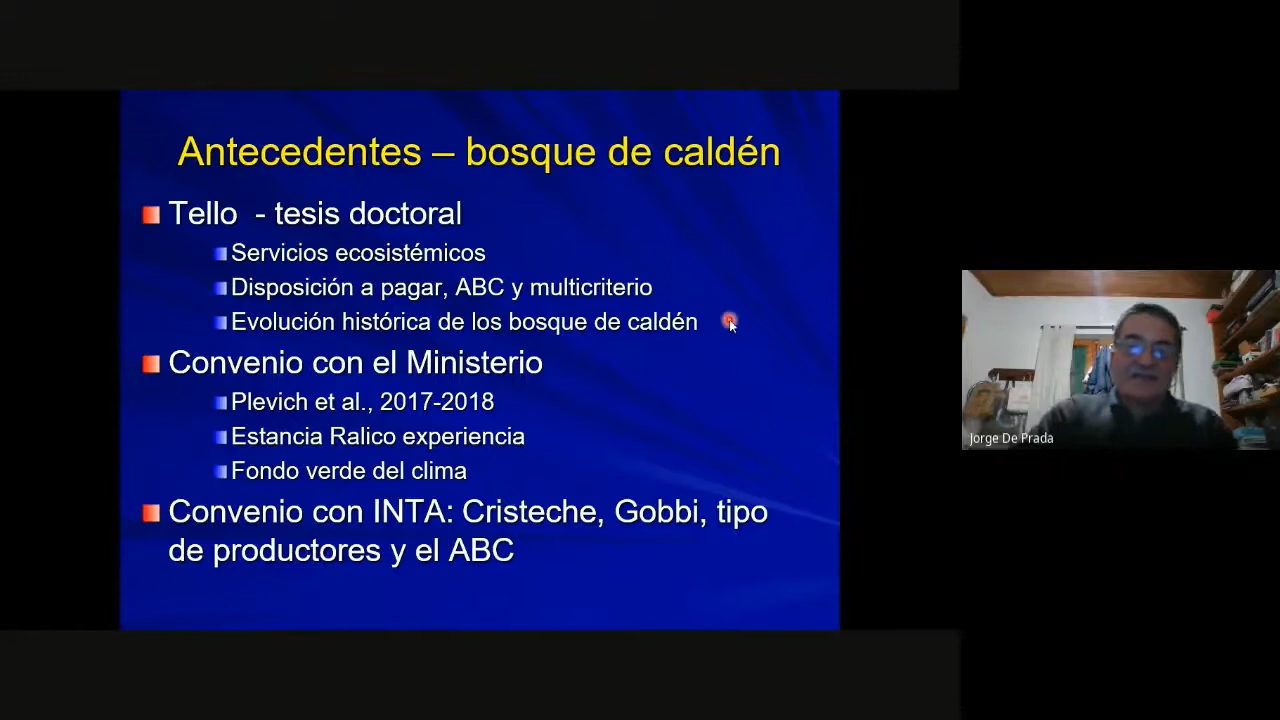 Antecedentes – bosque de caldén
Tello - tesis doctoral
Servicios ecosistémicos
Disposición a pagar, ABC y multicriterio
Evolución histórica de los bosque de caldén
Convenio con el Ministerio
Plevich et al., 2017-2018
Estancia Ralico experiencia
Fondo verde del clima
Convenio con INTA: Cristeche, Gobbi, tipo
de productores y el ABC
Jorge De Prada